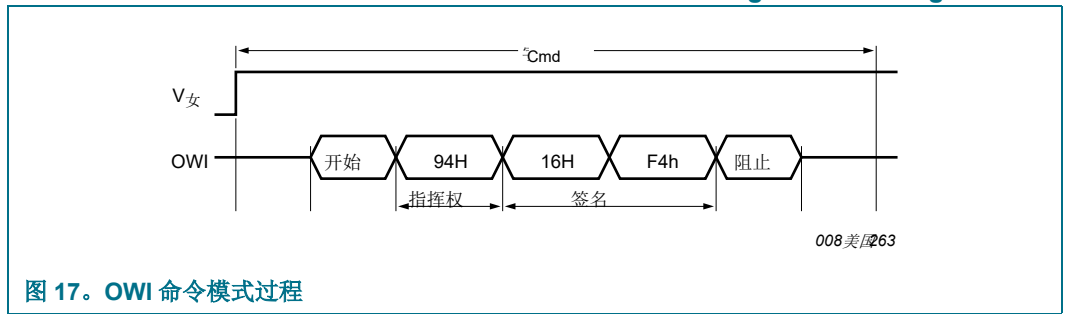 Cmd
V女
OWI
开始
94H
16H
F4h
阻止
指挥权
签名
008美国263
图 17。OWI 命令模式过程